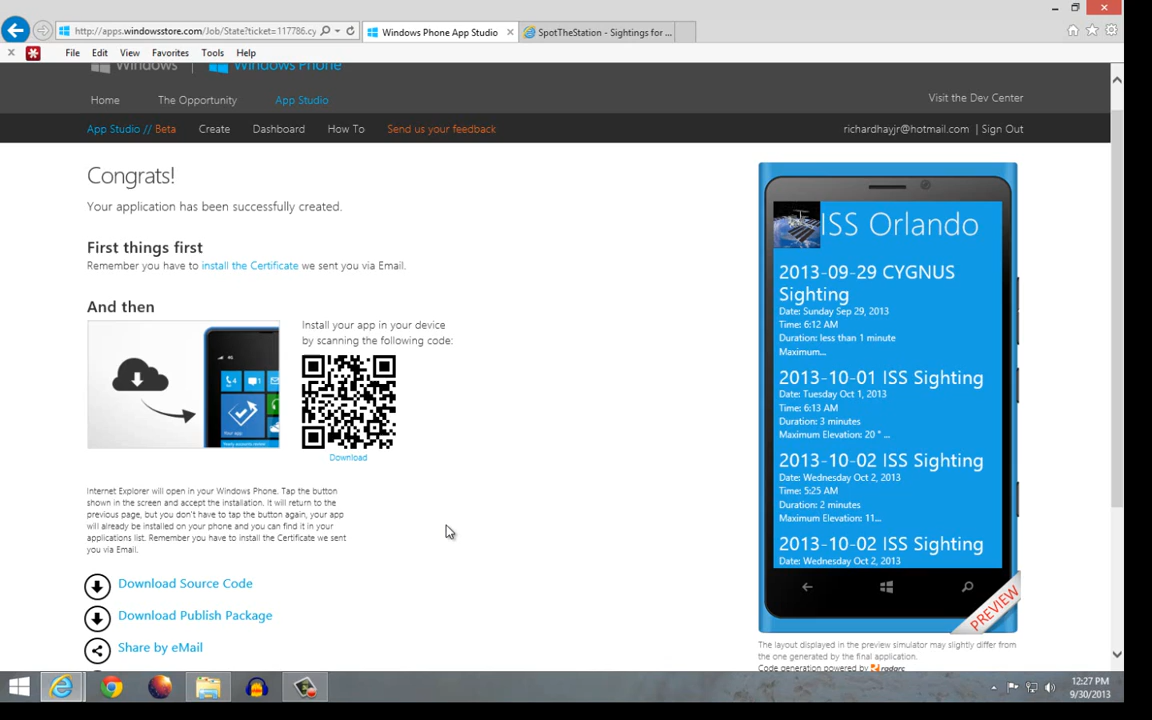 http://apps.windowsstore.com/Job/State?ticket=117786.cy
Windows Phone App Studio
SpotTheStation - Sightings for ...
File Edit View Favorites Tools Help
Windows | Windows Phone
Home The Opportunity App Studio
Visit the Dev Center
App Studio // Beta Create Dashboard How To Send us your feedback
richardhayjr@hotmail.com | Sign Out
Congrats!
Your application has been successfully created.
First things first
Remember you have to install the Certificate we sent you via Email.
And then
Install your app in your device
by scanning the following code:
Download
Internet Explorer will open in your Windows Phone. Tap the button
shown in the screen and accept the installation. It will return to the
previous page, but you don't have to tap the button again, your app
will already be installed on your phone and you can find it in your
applications list. Remember you have to Install the Certificate we sent
you via Email.
Download Source Code
Download Publish Package
Share by eMail
ISS Orlando
2013-09-29 CYGNUS
Sighting
Date: Sunday Sep 29, 2013
Time: 6:12 AM
Duration: less than 1 minute
Maximum...
2013-10-01 ISS Sighting
Date: Tuesday Oct 1, 2013
Time: 6:13 AM
Duration: 3 minutes
Maximum Elevation: 20 ° ...
2013-10-02 ISS Sighting
Date: Wednesday Oct 2, 2013
Time: 5:25 AM
Duration: 2 minutes
Maximum Elevation: 11...
2013-10-02 ISS Sighting
Date: Wednesday Oct 2, 2013
PREVIEW
The layout displayed in the preview simulator may slightly differ from
the one generated by the final application.
Code generation powered by radarc
12:27 PM
9/30/2013